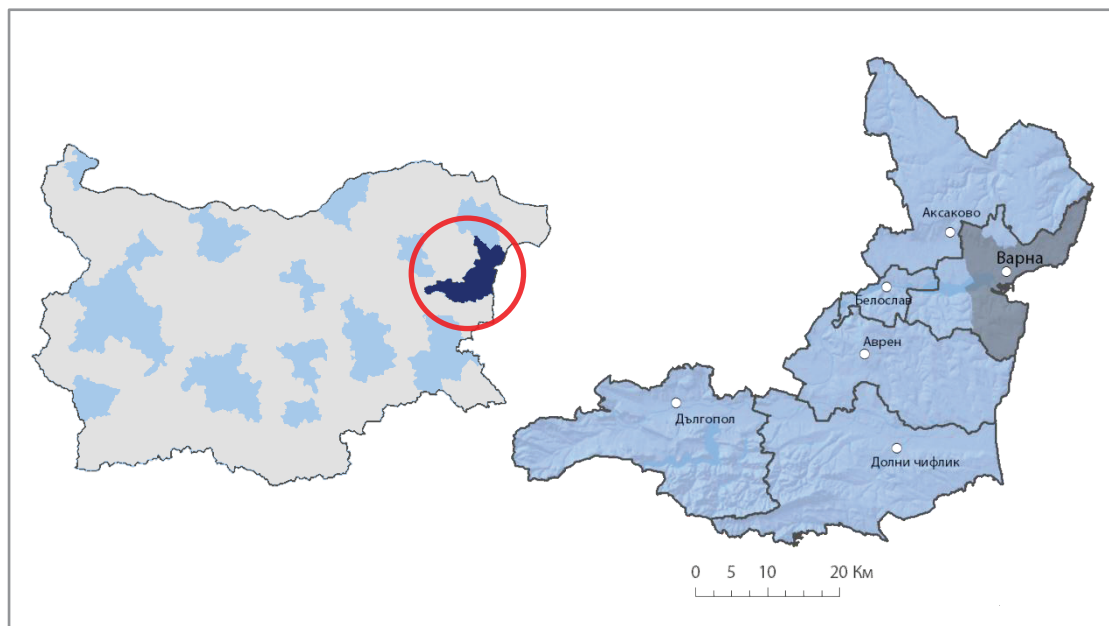 Аксаково
Варна
Белослав
Аврен
Дългопол
Долни чифлик
0 5 10 20 Км